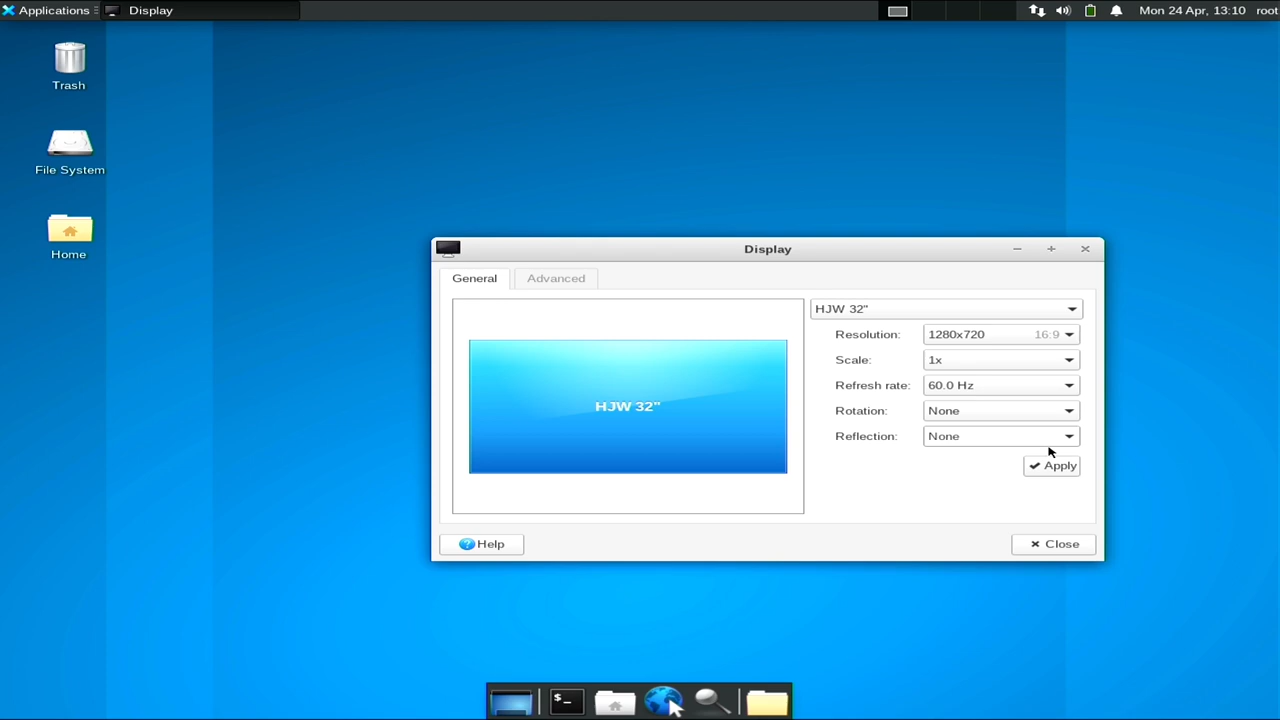 Applications Display Mon 24 Apr, 13:10 root
Trash
File System
Home
Display
General Advanced
HJW 32"
HJW 32"
Resolution: 1280x720 16:9
Scale: 1x
Refresh rate: 60.0 Hz
Rotation: None
Reflection: None
Apply
? Help
Close
$_